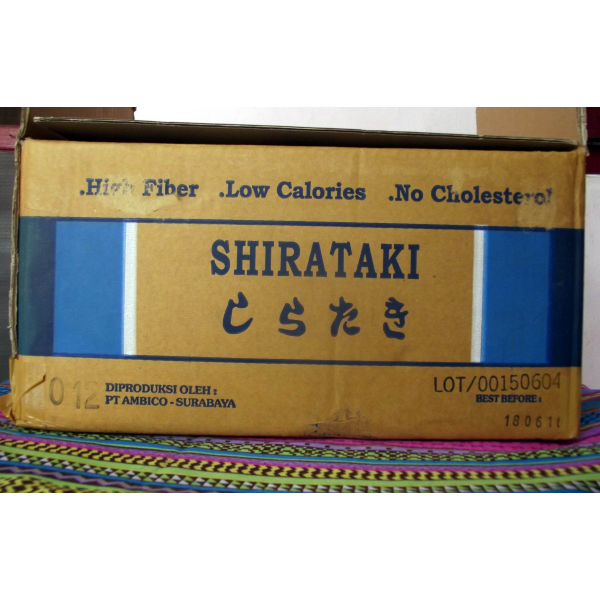 .High Fiber .Low Calories .No Cholesterol
SHIRATAKI
しらたき
DIPRODUKSI OLEH :
PT AMBICO - SURABAYA
LOT/00150604
BEST BEFORE :
012